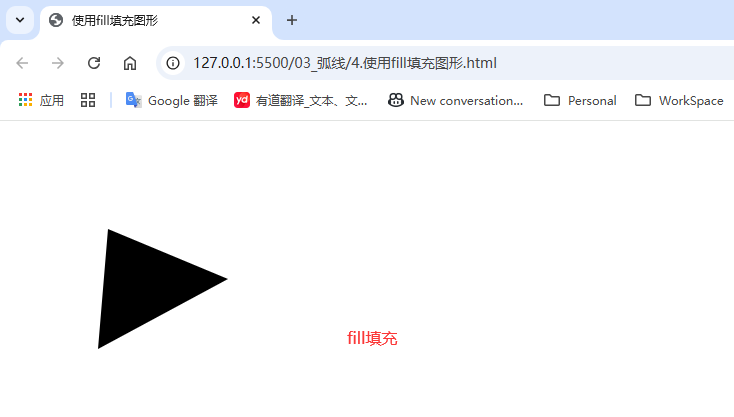 使用fill填充图形
127.0.0.1:5500/03_弧线/4.使用fill填充图形.html
应用 Google 翻译 yd 有道翻译_文本、文... New conversation... Personal WorkSpace
fill填充